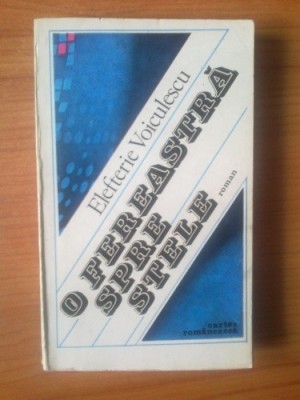 Elefterie Voiculescu
O FEREASTRĂ
SPRE
STELE
roman
cartea
românească